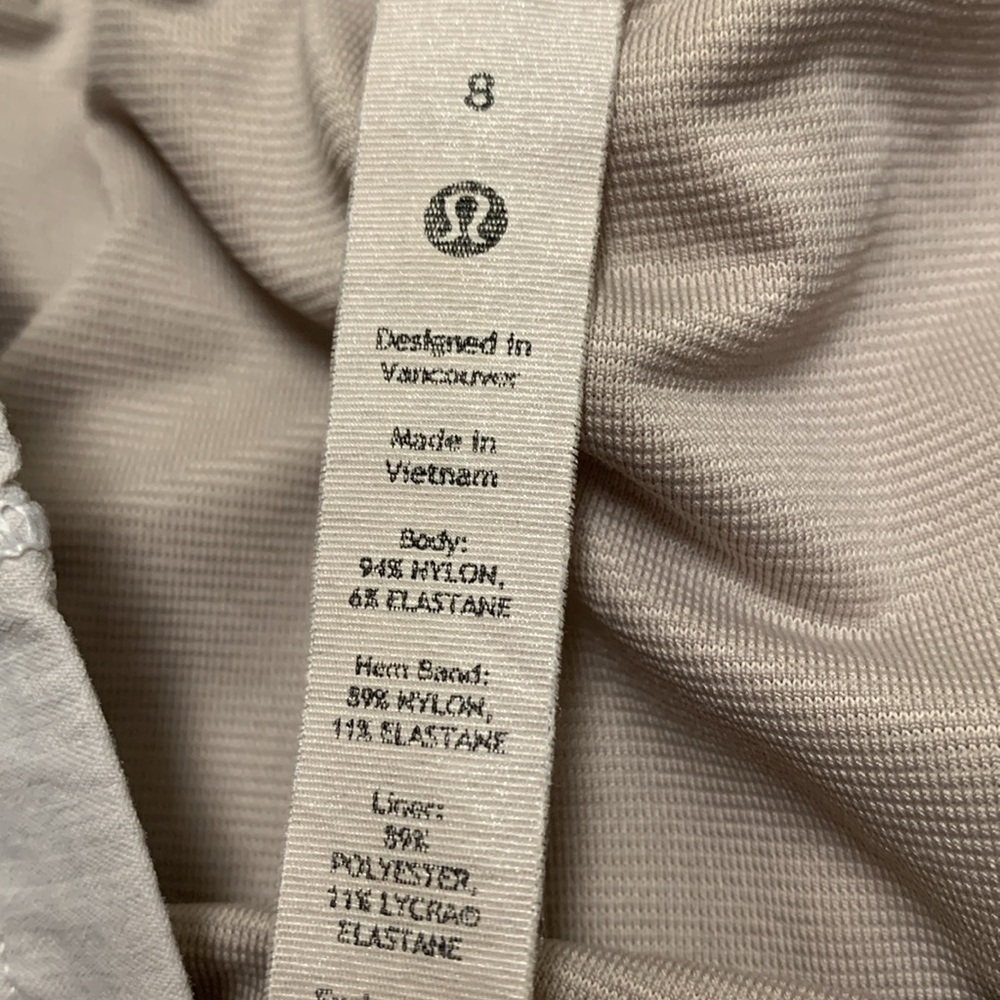 8
Designed in
Vancouver
Made in
Vietnam
Body:
94% NYLON,
6% ELASTANE
Hem Band:
89% NYLON,
11% ELASTANE
Liner:
89%
POLYESTER,
11% LYCRA®
ELASTANE